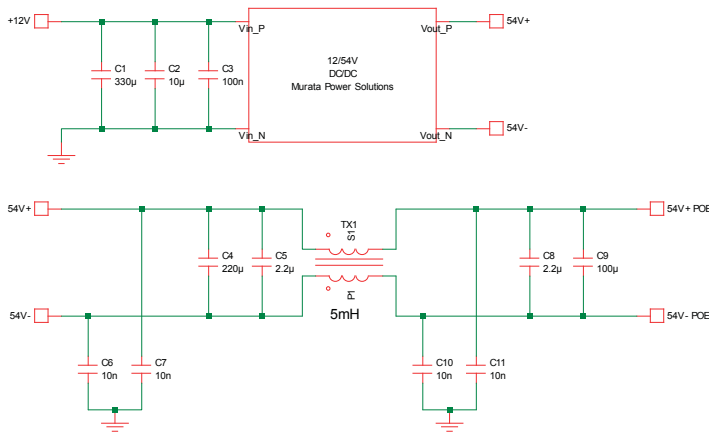 +12V
Vin_P
Vout_P
54V+
C1
330µ
C2
10µ
C3
100n
12/54V
DC/DC
Murata Power Solutions
Vin_N
Vout_N
54V-
54V+
TX1
S1
54V+ POE
C4
220µ
C5
2.2µ
C8
2.2µ
C9
100µ
54V-
P1
5mH
54V- POE
C6
10n
C7
10n
C10
10n
C11
10n